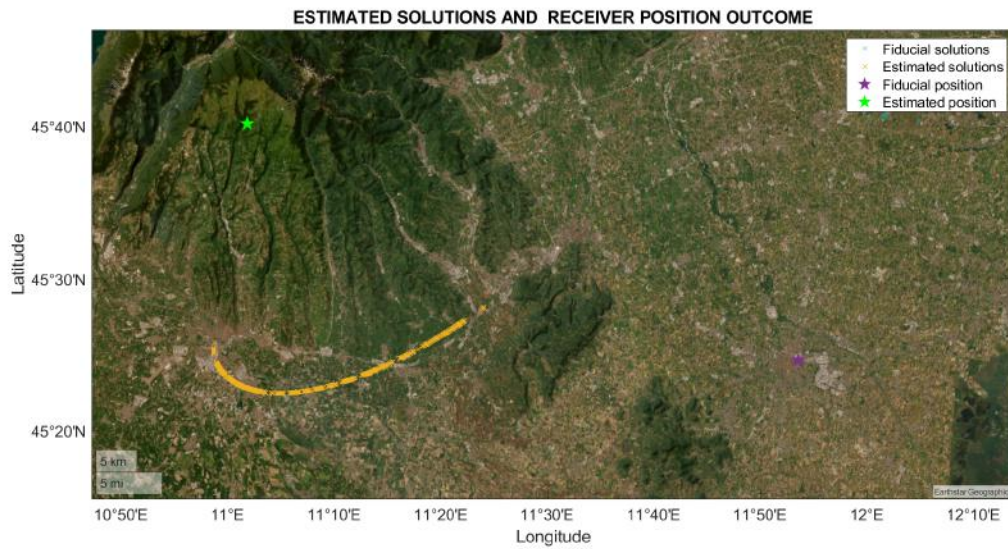 ESTIMATED SOLUTIONS AND  RECEIVER POSITION OUTCOME
Fiducial solutions
Estimated solutions
Fiducial position
Estimated position
45°40'N
45°30'N
45°20'N
Latitude
5 km
5 mi
Earthstar Geographic
10°50'E 11°E 11°10'E 11°20'E 11°30'E 11°40'E 11°50'E 12°E 12°10'E
Longitude